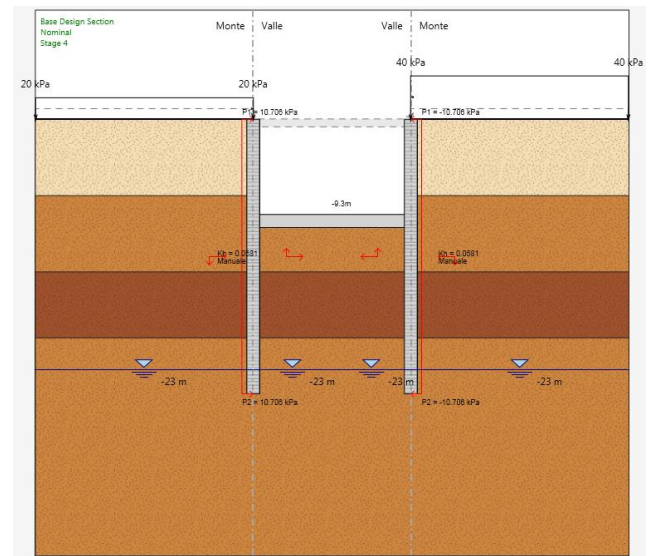 Base Design Section
Nominal
Stage 4
Monte
Valle
Valle
Monte
20 kPa
20 kPa
40 kPa
40 kPa
P1 = 10.706 kPa
P1 = -10.706 kPa
-9.3m
Kh = 0.0581
Manuale
Kh = 0.0581
Manuale
-23 m
-23 m
-23 m
-23 m
P2 = 10.706 kPa
P2 = -10.706 kPa